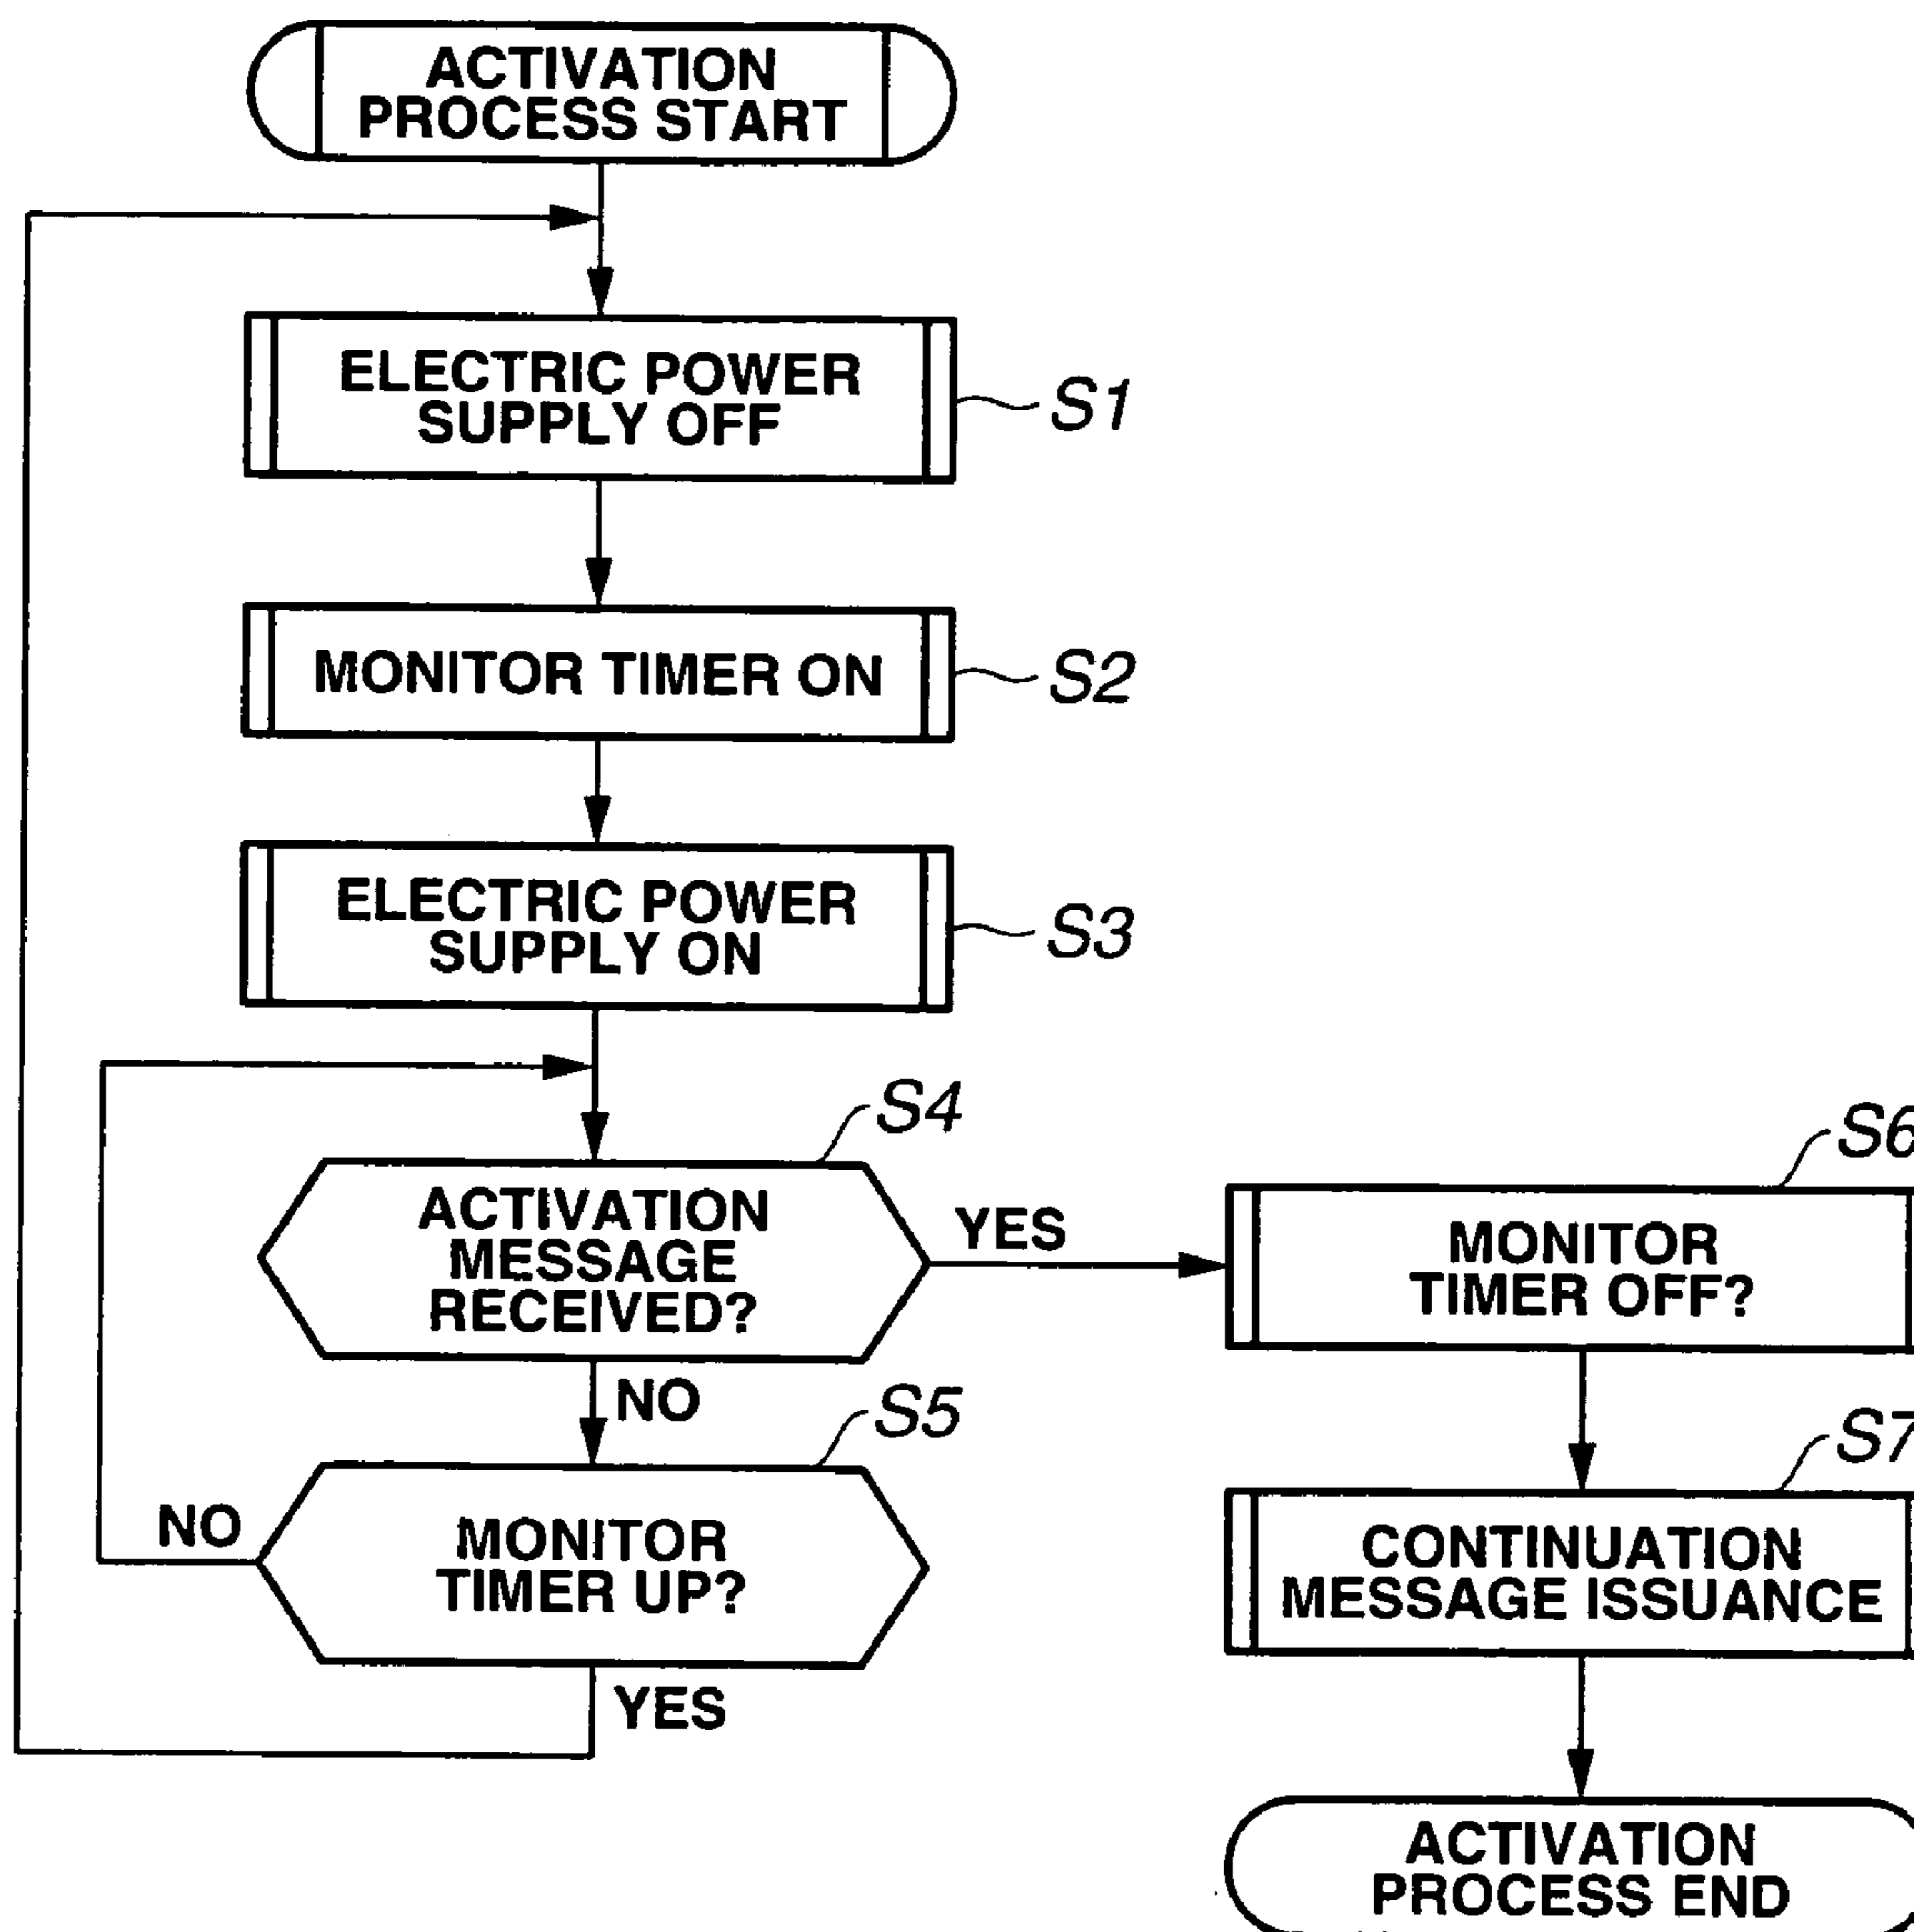 ACTIVATION
PROCESS START
ELECTRIC POWER
SUPPLY OFF
S1
MONITOR TIMER ON
S2
ELECTRIC POWER
SUPPLY ON
S3
S4
ACTIVATION
MESSAGE
RECEIVED?
YES
NO
S5
MONITOR
TIMER UP?
NO
YES
S6
MONITOR
TIMER OFF?
S7
CONTINUATION
MESSAGE ISSUANCE
ACTIVATION
PROCESS END